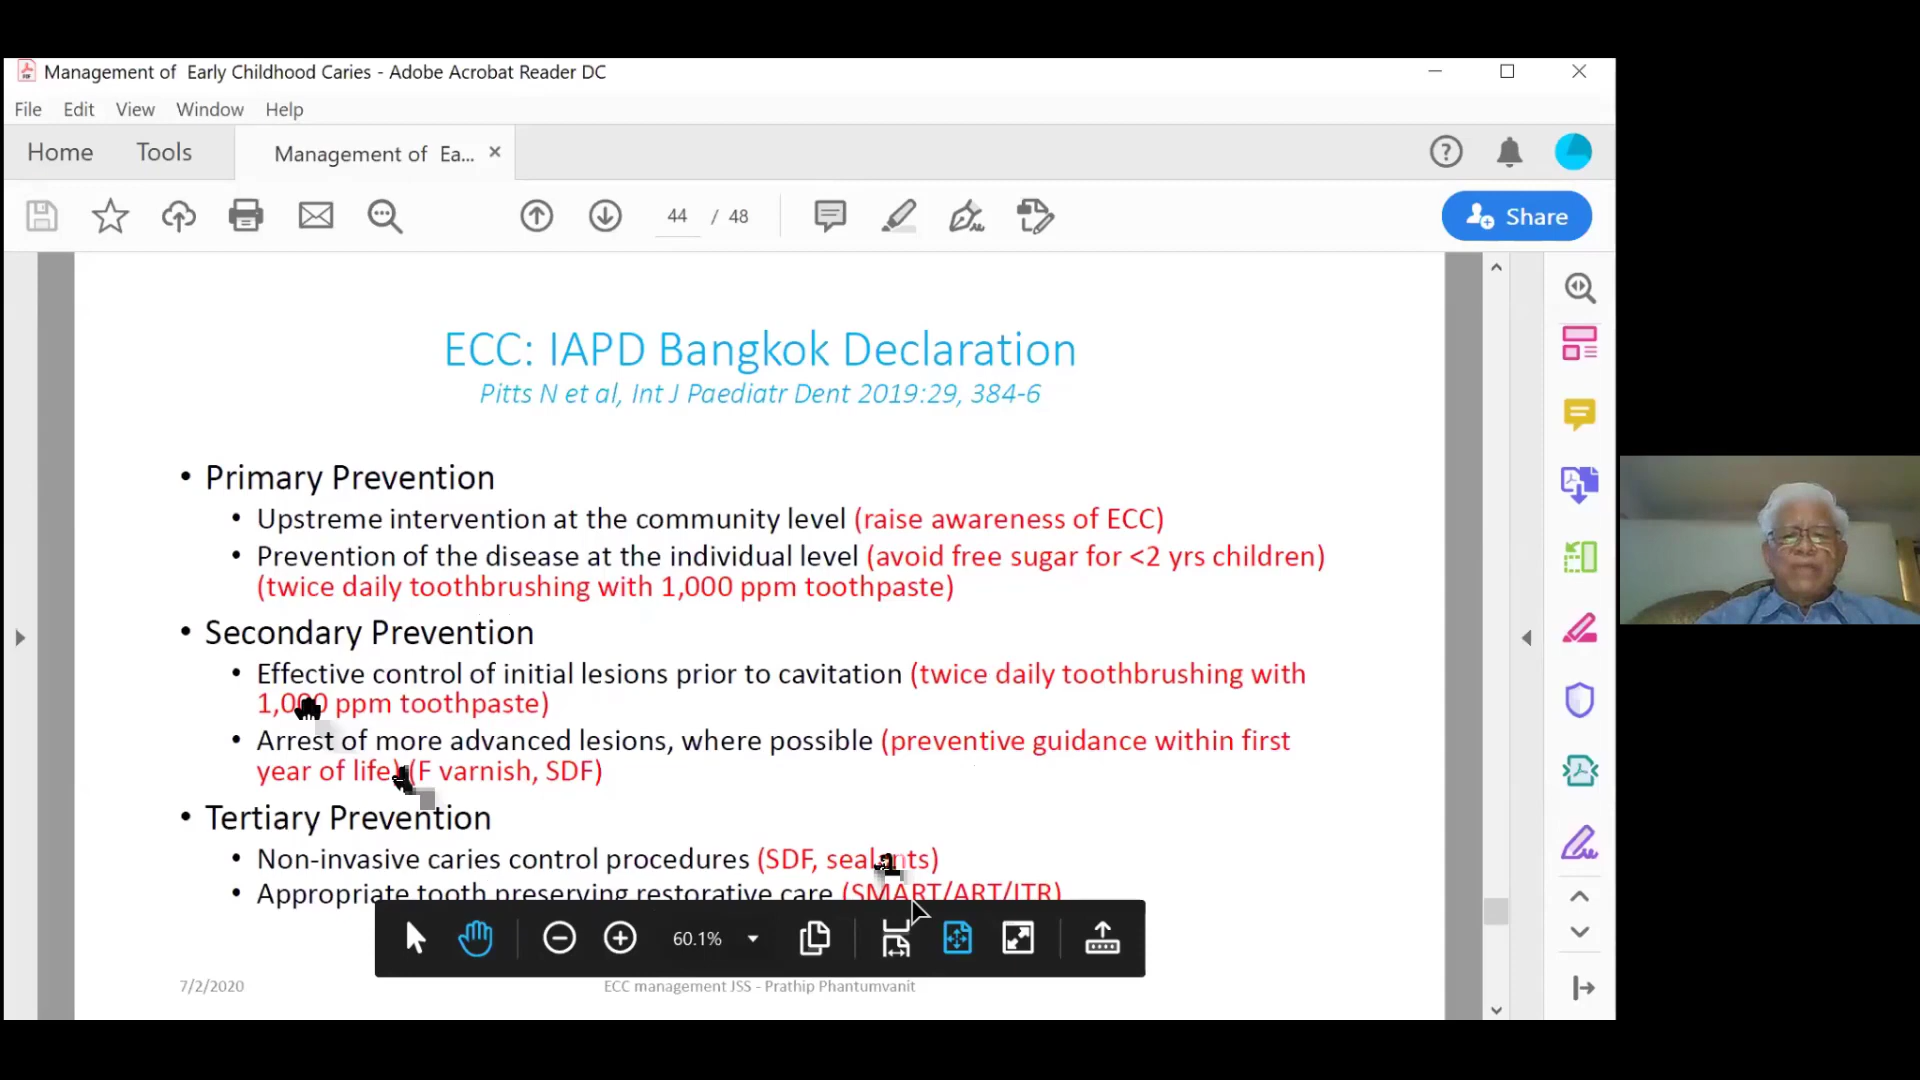 Management of  Early Childhood Caries - Adobe Acrobat Reader DC
File Edit View Window Help
Home Tools Management of  Ea...
44 / 48
Share
ECC: IAPD Bangkok Declaration
Pitts N et al, Int J Paediatr Dent 2019:29, 384-6
• Primary Prevention
• Upstreme intervention at the community level (raise awareness of ECC)
• Prevention of the disease at the individual level (avoid free sugar for <2 yrs children)
(twice daily toothbrushing with 1,000 ppm toothpaste)
• Secondary Prevention
• Effective control of initial lesions prior to cavitation (twice daily toothbrushing with
1,000 ppm toothpaste)
• Arrest of more advanced lesions, where possible (preventive guidance within first
year of life) (F varnish, SDF)
• Tertiary Prevention
• Non-invasive caries control procedures (SDF, sealants)
• Appropriate tooth preserving restorative care (SMART/ART/ITR)
60.1%
7/2/2020 ECC management JSS - Prathip Phantumvanit